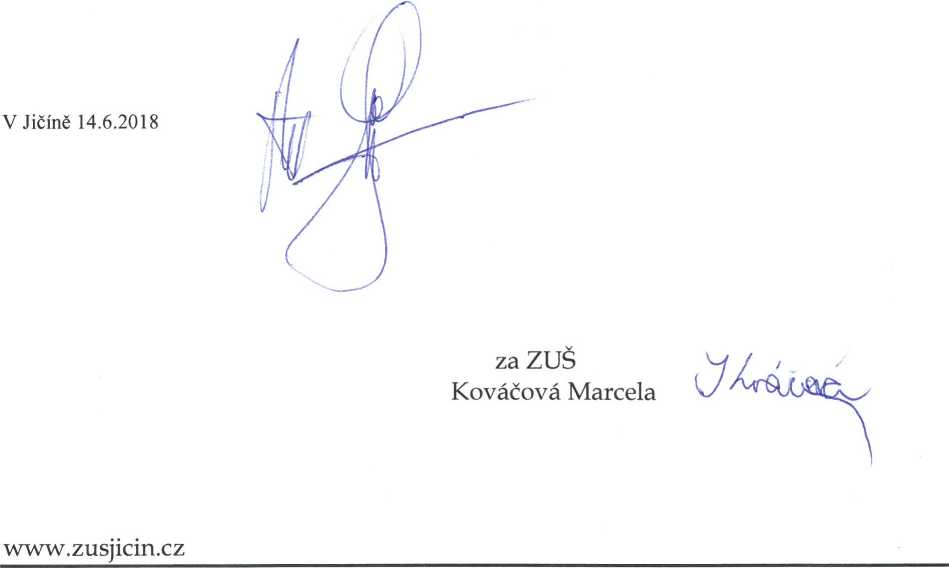 V Jičíně 14.6.2018
za ZUŠ
Kováčová Marcela
www.zusjicin.cz